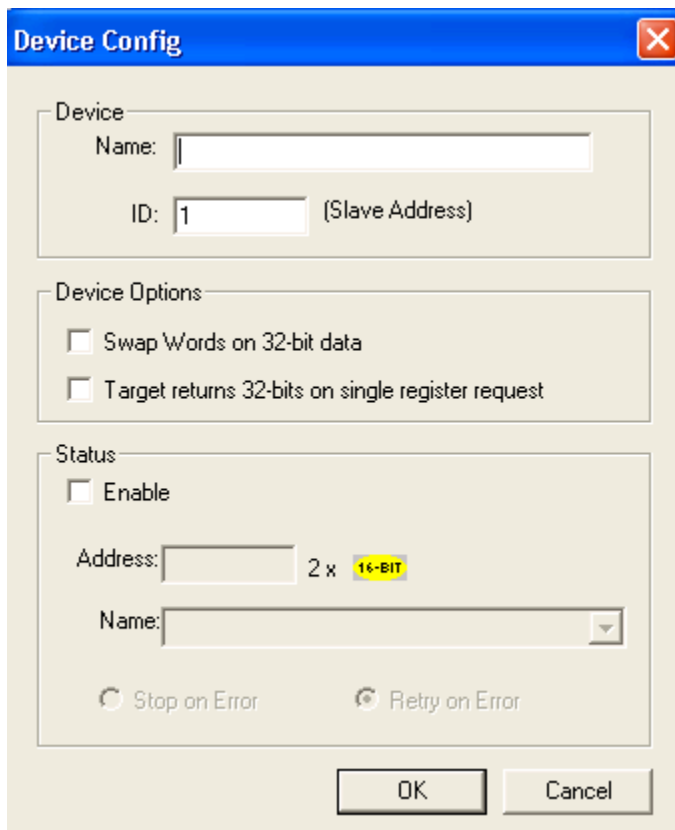 Device Config
Device
Name:
ID: 1 (Slave Address)
Device Options
Swap Words on 32-bit data
Target returns 32-bits on single register request
Status
Enable
Address: 2 x 16-BIT
Name:
Stop on Error Retry on Error
OK Cancel